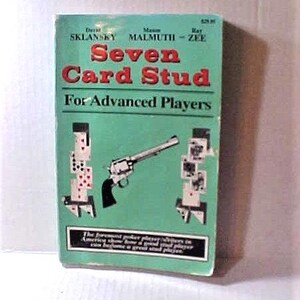 $29.95
David Mason Ray
SKLANSKY MALMUTH ZEE
Seven
Card Stud
For Advanced Players
The foremost poker player/writers in
America show how a good stud player
can become a great stud player.